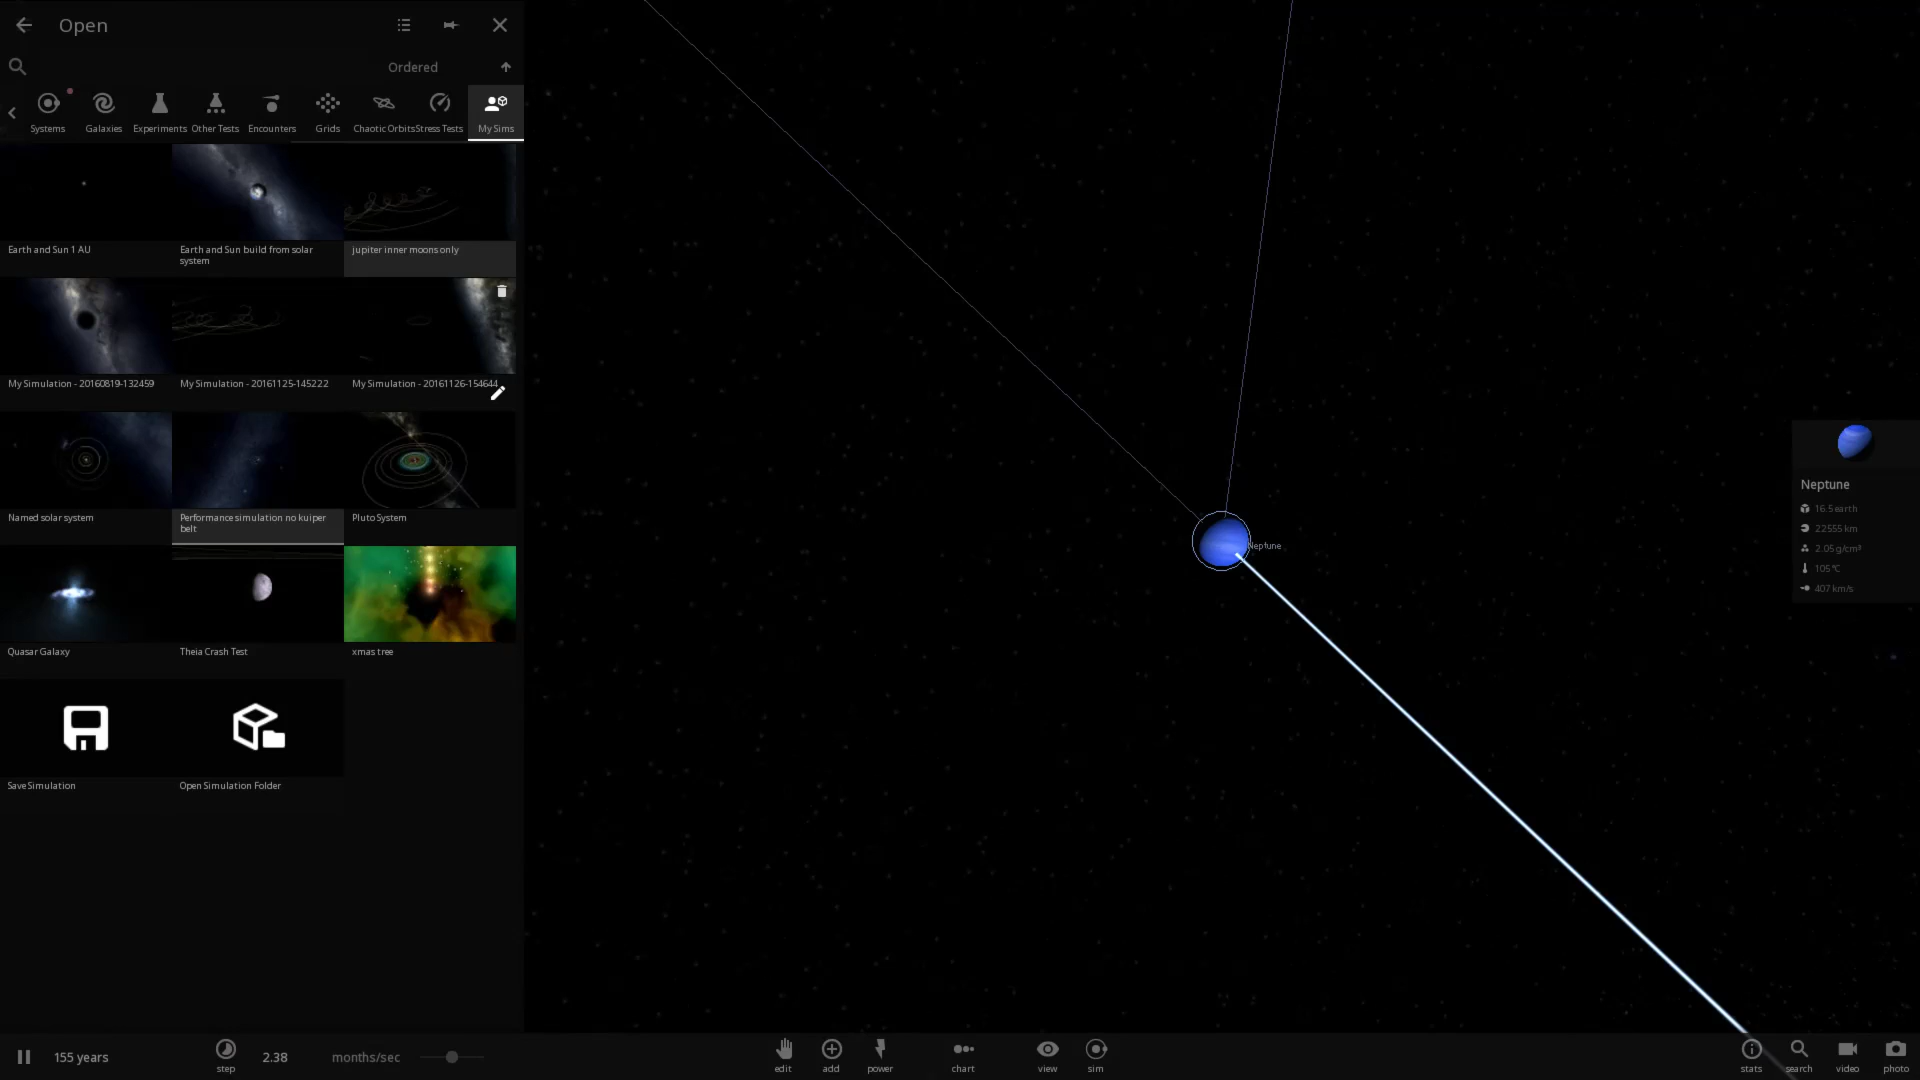 Open
Ordered
Systems
Galaxies
Experiments
Other Tests
Encounters
Grids
Chaotic Orbits
Stress Tests
My Sims
Earth and Sun 1 AU
Earth and Sun build from solar
system
jupiter inner moons only
My Simulation - 20160819-132459
My Simulation - 20161125-145222
My Simulation - 20161126-154644
Named solar system
Performance simulation no kuiper
belt
Pluto System
Quasar Galaxy
Theia Crash Test
xmas tree
Save Simulation
Open Simulation Folder
Neptune
Neptune
16.5 earth
22555 km
2.05 g/cm³
105 °C
407 km/s
155 years
step
2.38
months/sec
edit
add
power
chart
view
sim
stats
search
video
photo